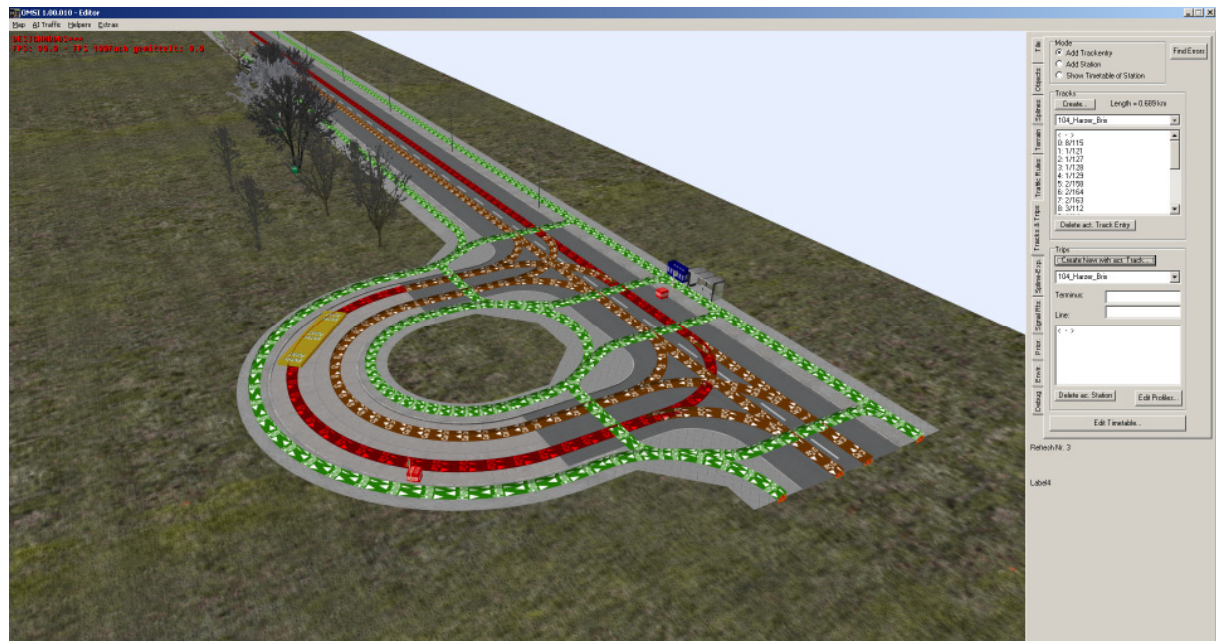 OMSI 1.00.010 - Editor
Map AI Traffic Helpers Extras
Tile
Objects
Splines
Terrain
Traffic Rules
Tracks & Trips
Spline-Exp.
Signal Rts
Prior.
Envir.
Debug
Mode
Add Trackentry
Add Station
Show Timetable of Station
Find Errors
Tracks
Create... Length = 0.689 km
104_Harzer_Bris
< - >
0: 8/115
1: 1/121
2: 1/127
3: 1/128
4: 1/129
5: 2/158
6: 2/164
7: 2/163
8: 3/112
Delete act. Track Entry
Trips
Create New with act. Track...
104_Harzer_Bris
Terminus:
Line:
< - >
Delete ac. Station Edit Profiles...
Edit Timetable...
Refresh Nr. 3
Label4